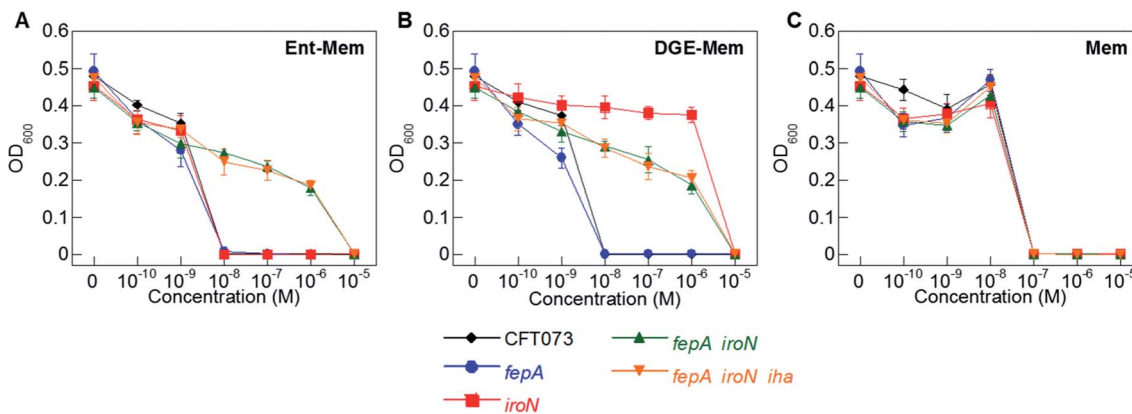 A
Ent-Mem
OD600
0.6
0.5
0.4
0.3
0.2
0.1
0
0 10-10 10-9 10-8 10-7 10-6 10-5
Concentration (M)
B
DGE-Mem
OD600
0.6
0.5
0.4
0.3
0.2
0.1
0
0 10-10 10-9 10-8 10-7 10-6 10-5
Concentration (M)
C
Mem
OD600
0.6
0.5
0.4
0.3
0.2
0.1
0
0 10-10 10-9 10-8 10-7 10-6 10-5
Concentration (M)
CFT073
fepA
iroN
fepA iroN
fepA iroN iha